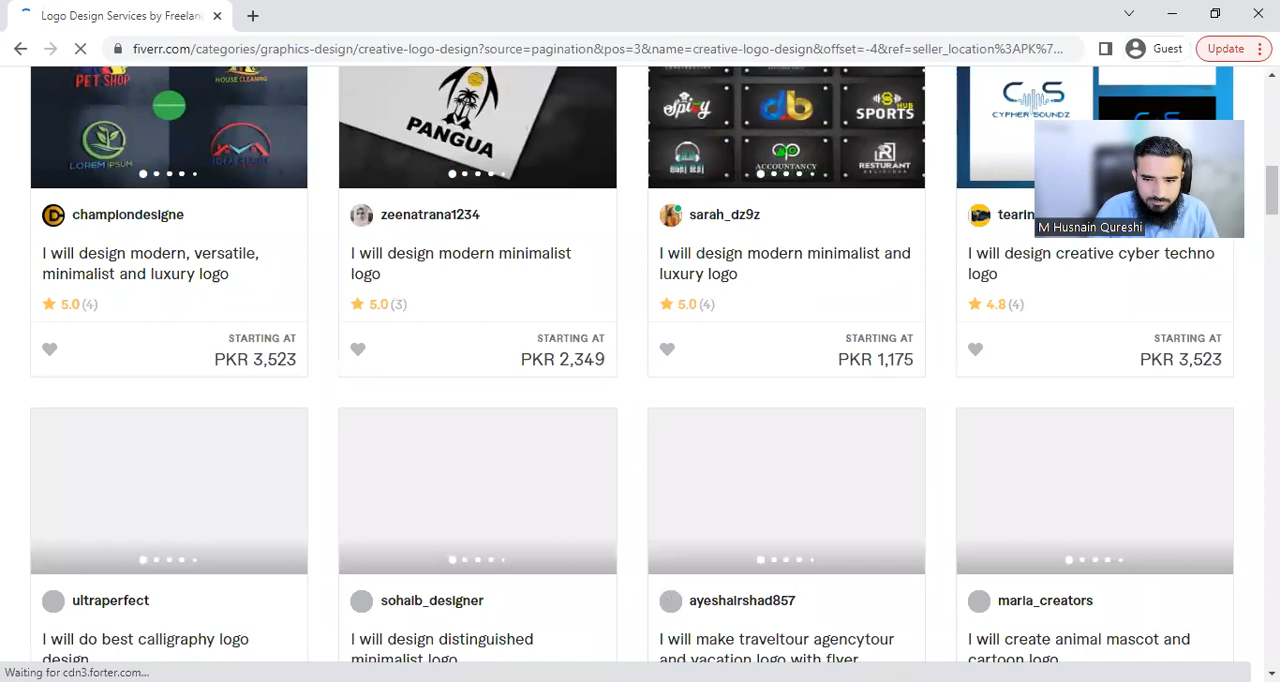 Logo Design Services by Freelan
Guest
Update
fiverr.com/categories/graphics-design/creative-logo-design?source=pagination&pos=3&name=creative-logo-design&offset=-4&ref=seller_location%3APK%7...
PET SHOP
HOUSE CLEANING
LOREM IPSUM
PANGUA
Spicy
db
SPORTS HUB
ACCOUNTANCY
RESTURANT
CS
CYPHER SOUNDZ
M Husnain Qureshi
championdesigne
zeenatrana1234
sarah_dz9z
I will design modern, versatile,
minimalist and luxury logo
I will design modern minimalist
logo
I will design modern minimalist and
luxury logo
I will design creative cyber techno
logo
5.0 (4)
5.0 (3)
5.0 (4)
4.8 (4)
STARTING AT
PKR 3,523
STARTING AT
PKR 2,349
STARTING AT
PKR 1,175
STARTING AT
PKR 3,523
ultraperfect
sohaib_designer
ayeshairshad857
maria_creators
I will do best calligraphy logo
design
I will design distinguished
minimalist logo
I will make traveltour agencytour
and vacation logo with flyer
I will create animal mascot and
cartoon logo
Waiting for cdn3.forter.com...